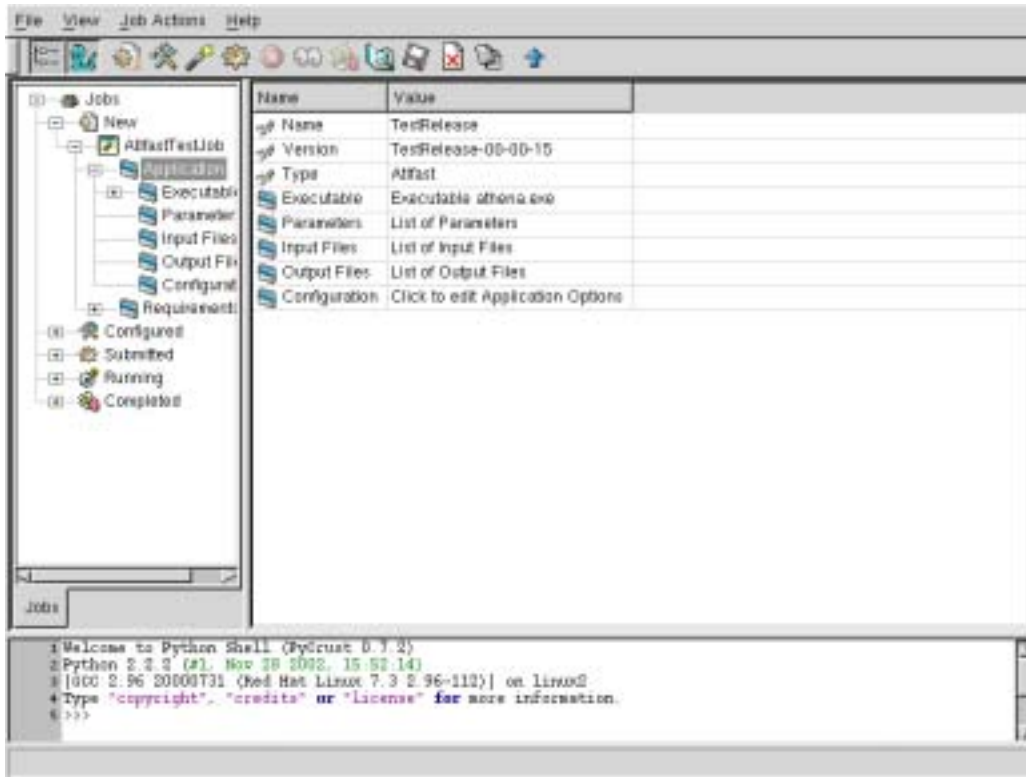 File View Job Actions Help
Jobs
New
AtlfastTestJob
Application
Executable
Parameter
Input Files
Output Fil
Configurat
Requirement
Configured
Submitted
Running
Completed
Jobs
Name Value
Name TestRelease
Version TestRelease-00-00-15
Type Atlfast
Executable Executable athena.exe
Parameters List of Parameters
Input Files List of Input Files
Output Files List of Output Files
Configuration Click to edit Application Options
1 Welcome to Python Shell (PyCrust 0.7.2)
2 Python 2.2.2 (#1, Nov 28 2002, 15:52:14)
3 [GCC 2.96 20000731 (Red Hat Linux 7.3 2.96-112)] on linux2
4 Type "copyright", "credits" or "license" for more information.
5 >>>